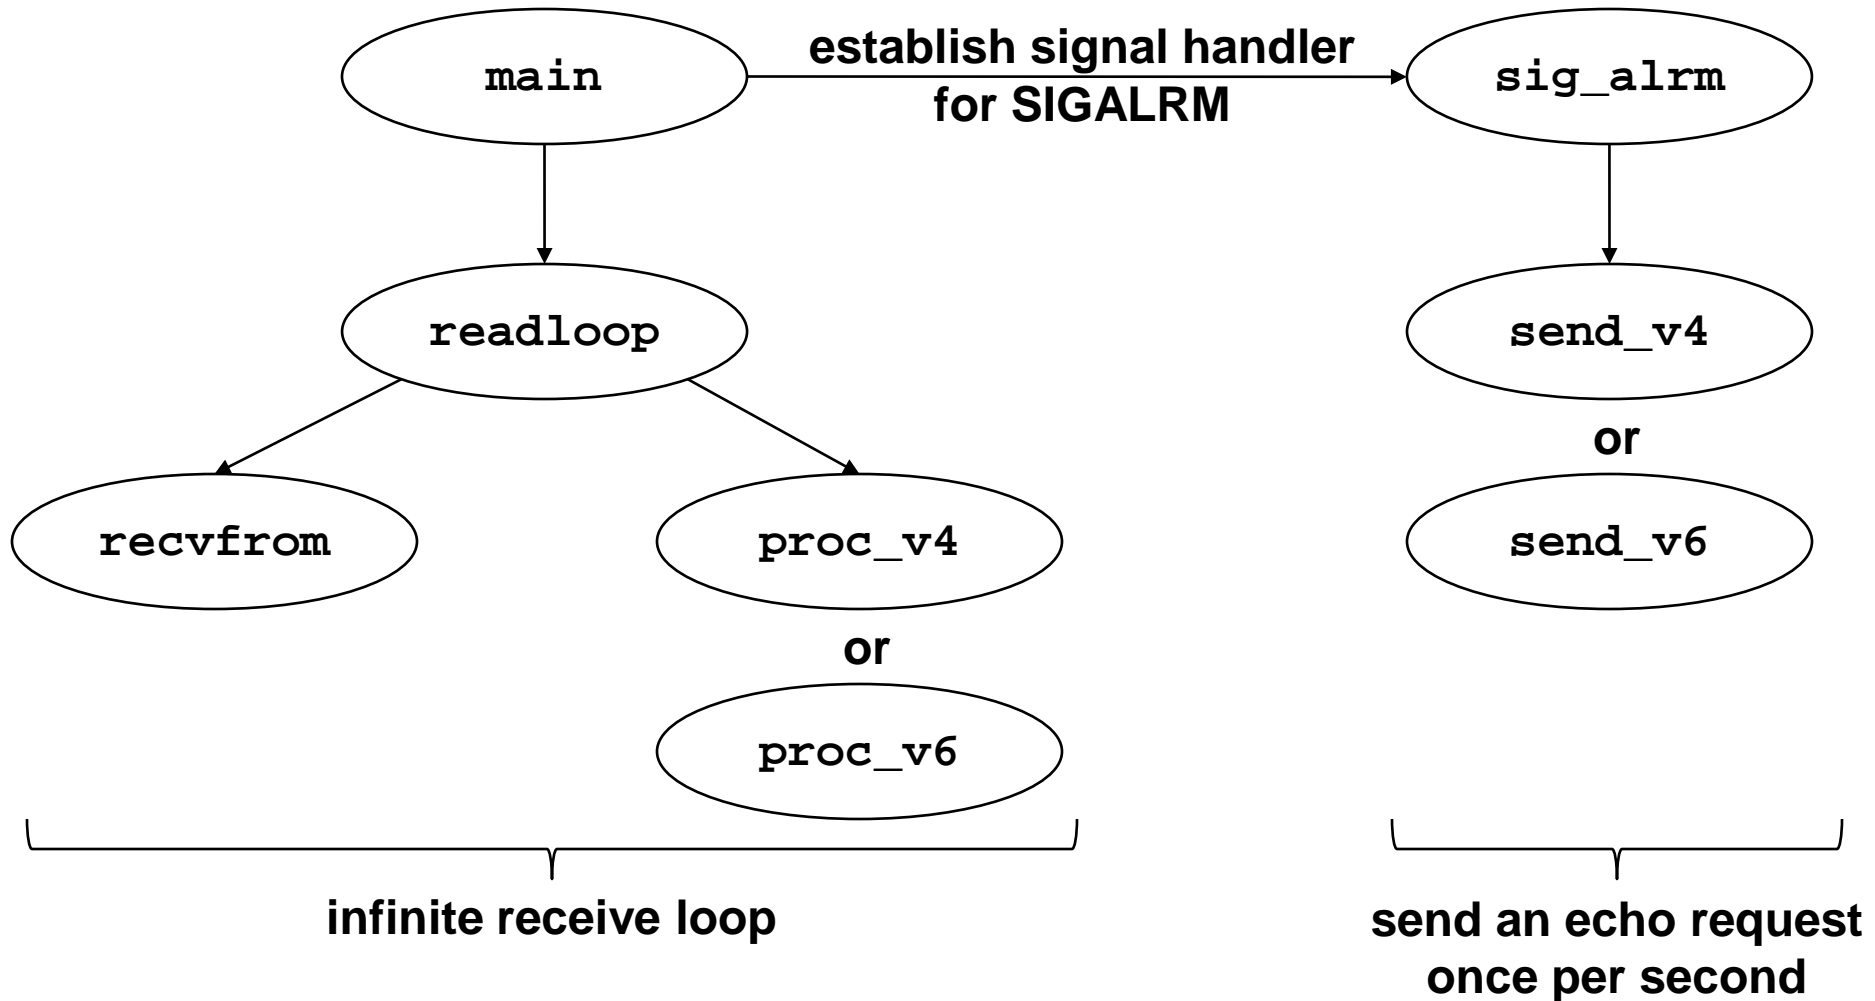 main
establish signal handler
for SIGALRM
sig_alrm
readloop
send_v4
or
recvfrom
proc_v4
send_v6
or
proc_v6
infinite receive loop
send an echo request
once per second